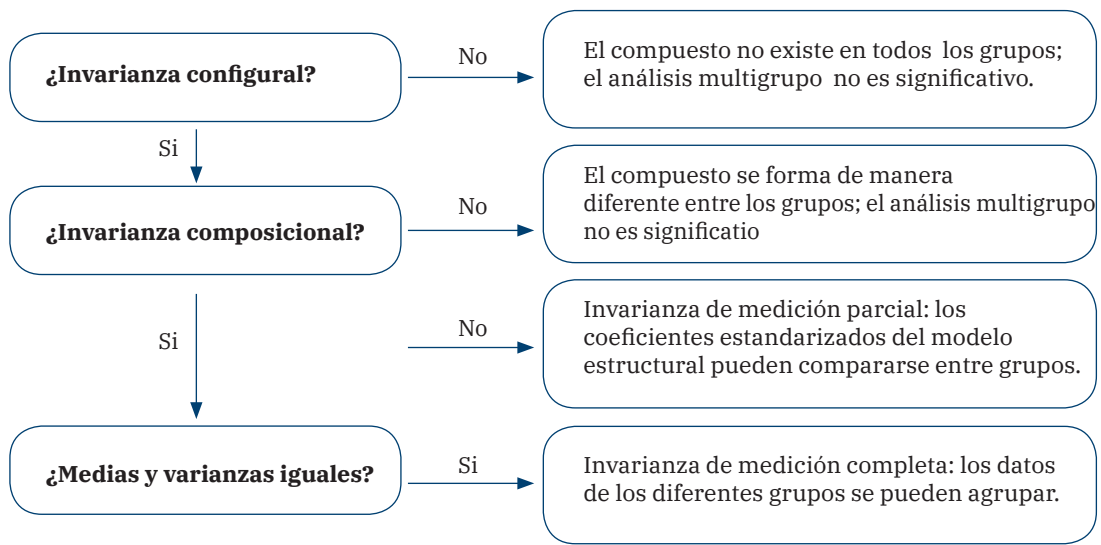 ¿Invarianza configural?
No
El compuesto no existe en todos los grupos;
el análisis multigrupo no es significativo.
Si
¿Invarianza composicional?
No
El compuesto se forma de manera
diferente entre los grupos; el análisis multigrupo
no es significatio
Si
No
Invarianza de medición parcial: los
coeficientes estandarizados del modelo
estructural pueden compararse entre grupos.
¿Medias y varianzas iguales?
Si
Invarianza de medición completa: los datos
de los diferentes grupos se pueden agrupar.